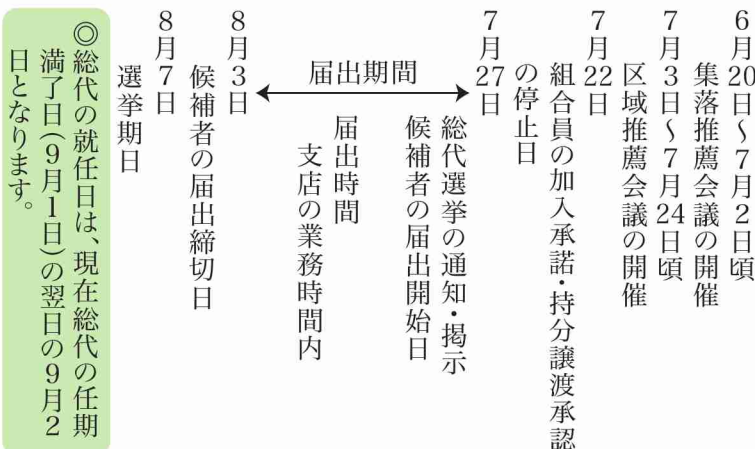 6月20日～7月2日頃
集落推薦会議の開催
7月3日～7月24日頃
区域推薦会議の開催
7月22日
組合員の加入承諾・持分譲渡承認
の停止日
7月27日
総代選挙の通知・掲示
候補者の届出開始日
届出期間
届出時間
支店の業務時間内
8月3日
候補者の届出締切日
8月7日
選挙期日
◎総代の就任日は、現在総代の任期
満了日(9月1日)の翌日の9月2
日となります。